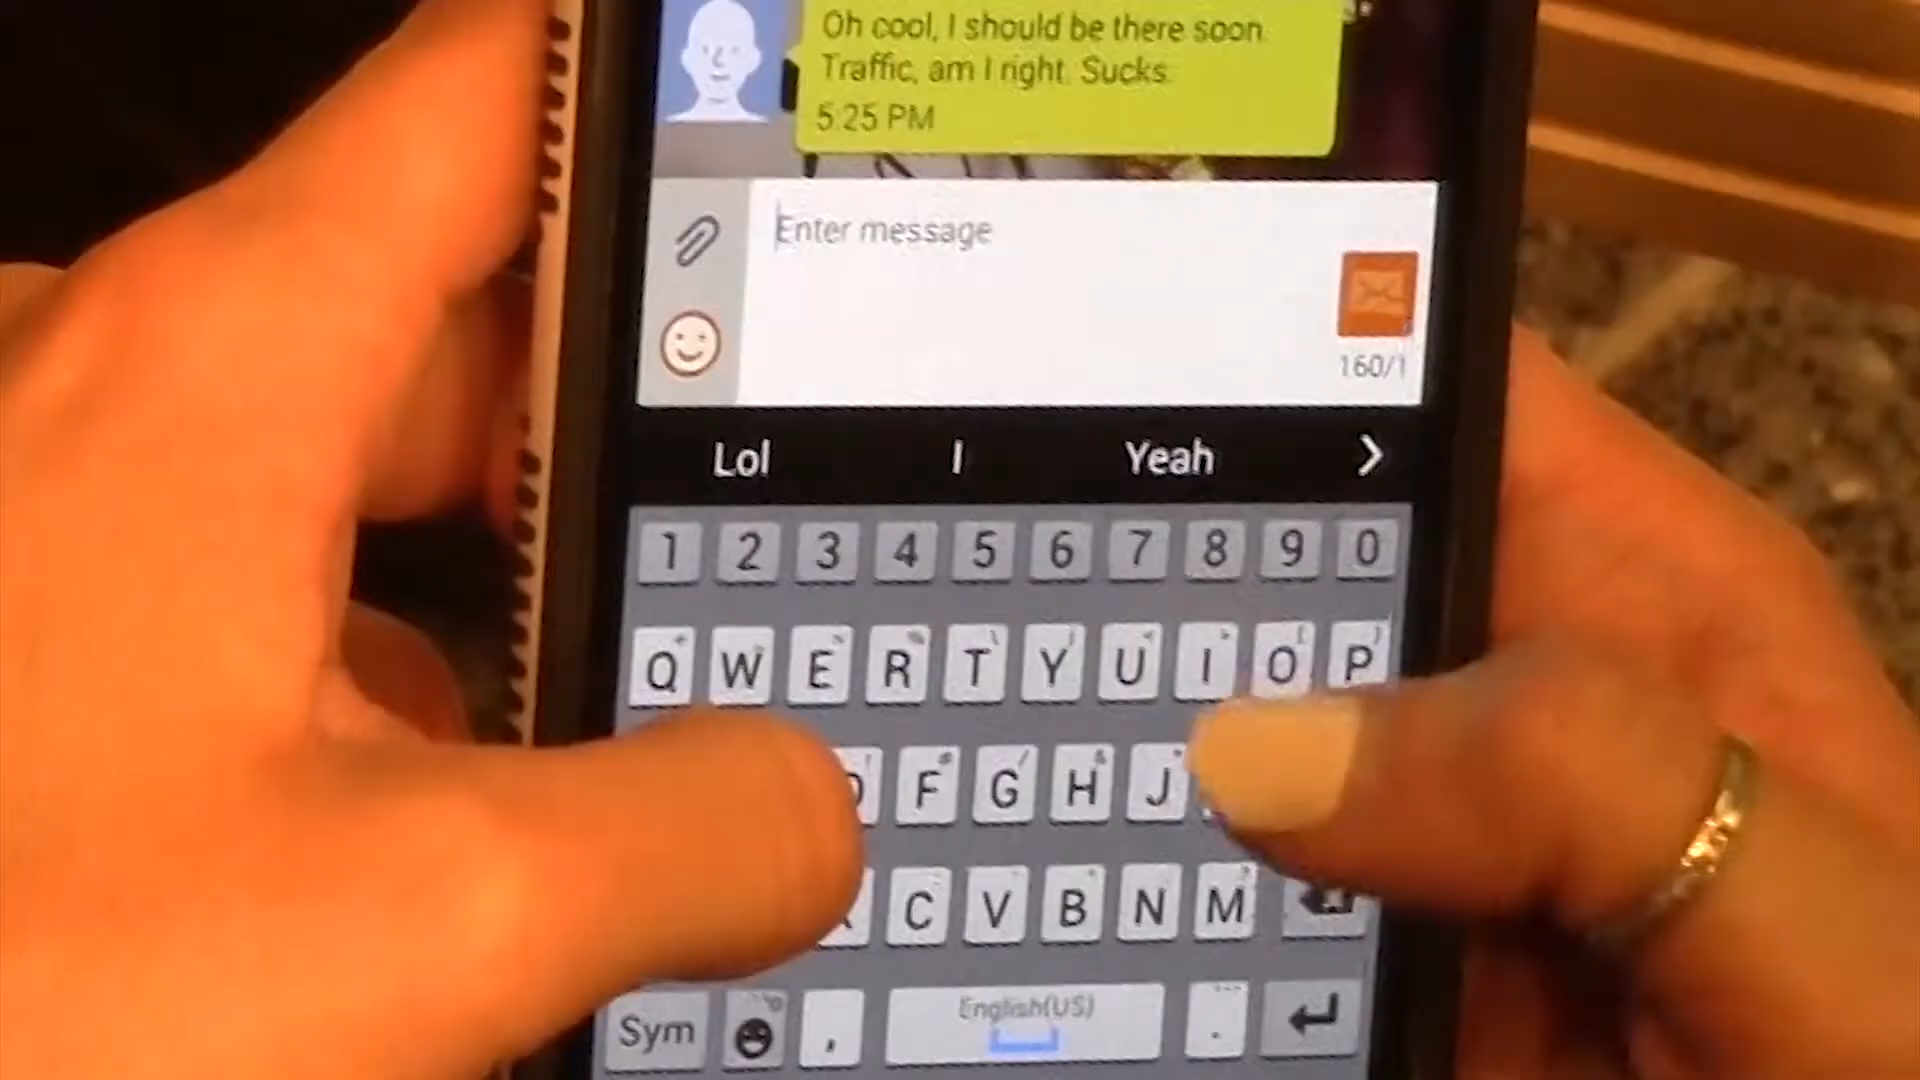 Oh cool, I should be there soon.
Traffic, am I right. Sucks.
5:25 PM
Enter message
160/1
Lol I Yeah
1 2 3 4 5 6 7 8 9 0
Q W E R T Y U I O P
F G H J
C V B N M
Sym , English(US) .